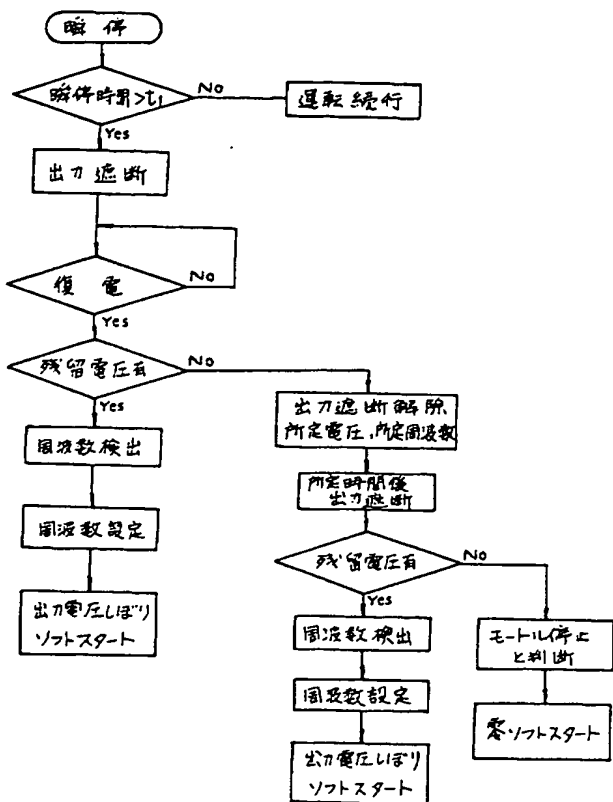 瞬停
瞬停時間>t₁
No
運転続行
Yes
出力遮断
復電
No
Yes
残留電圧有
No
Yes
周波数検出
周波数設定
出力電圧しぼり
ソフトスタート
出力遮断解除、
所定電圧、所定周波数
所定時間後
出力遮断
残留電圧有
No
Yes
周波数検出
周波数設定
出力電圧しぼり
ソフトスタート
モートル停止
と判断
零ソフトスタート